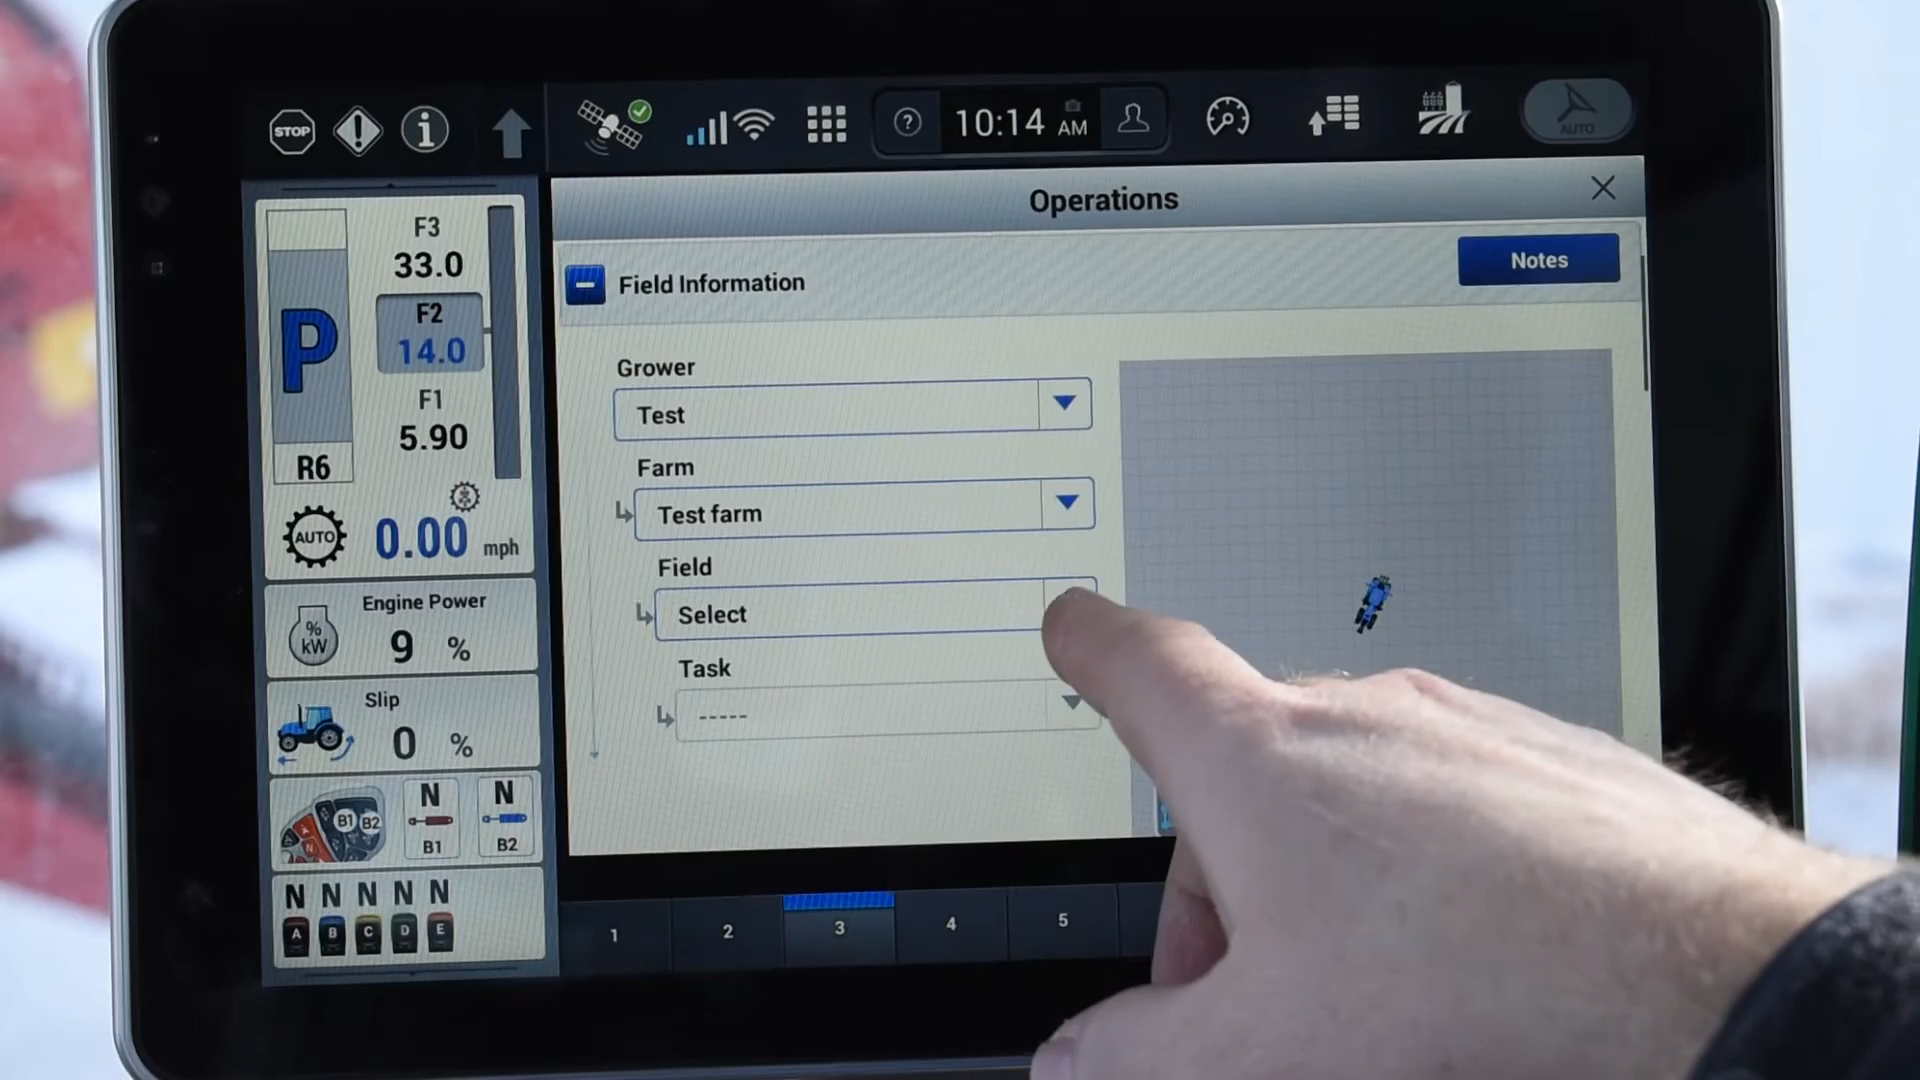 STOP
10:14 AM
AUTO
Operations
Notes
Field Information
F3
33.0
P
F2
14.0
F1
5.90
R6
AUTO
0.00 mph
Engine Power
% kW
9 %
Slip
0 %
B1 B2
N
N
N
B1
B2
N N N N N
A B C D E
Grower
Test
Farm
Test farm
Field
Select
Task
-----
1
2
3
4
5